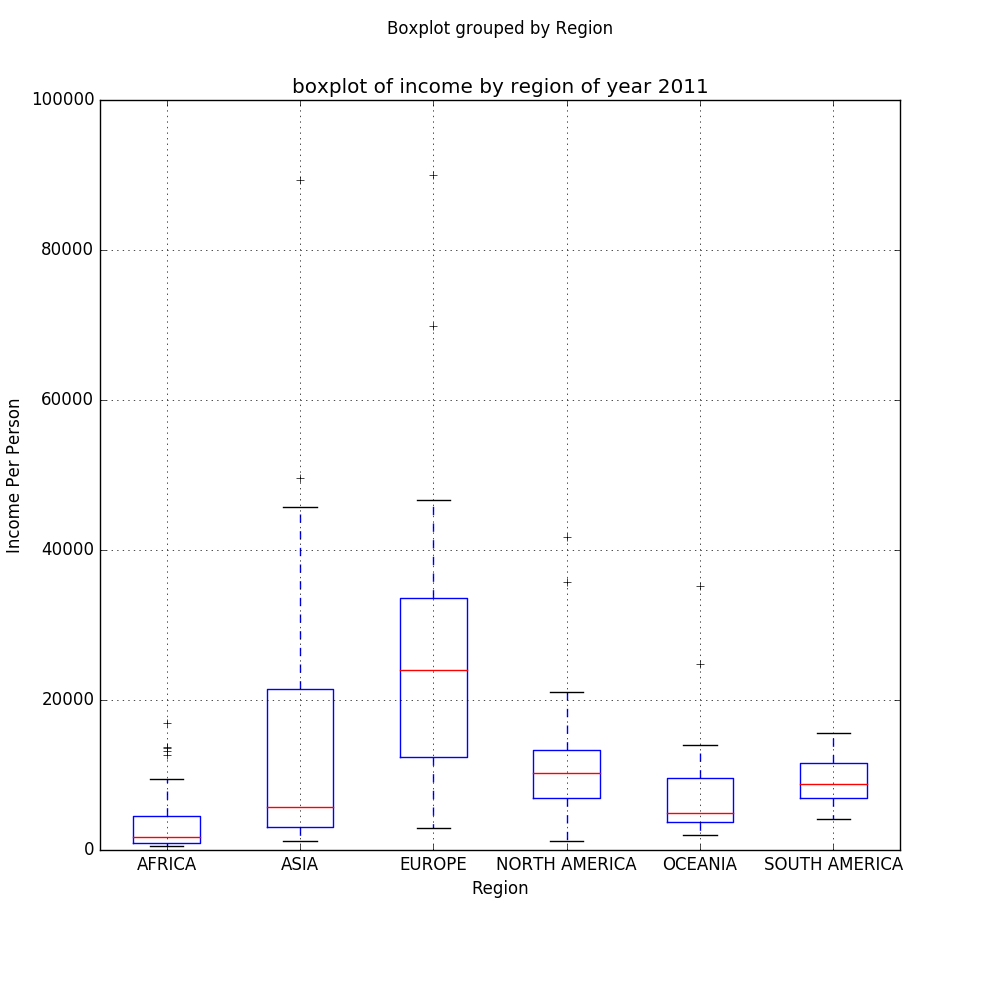 Boxplot grouped by Region
boxplot of income by region of year 2011
100000
80000
60000
40000
20000
0
Income Per Person
AFRICA ASIA EUROPE NORTH AMERICA OCEANIA SOUTH AMERICA
Region